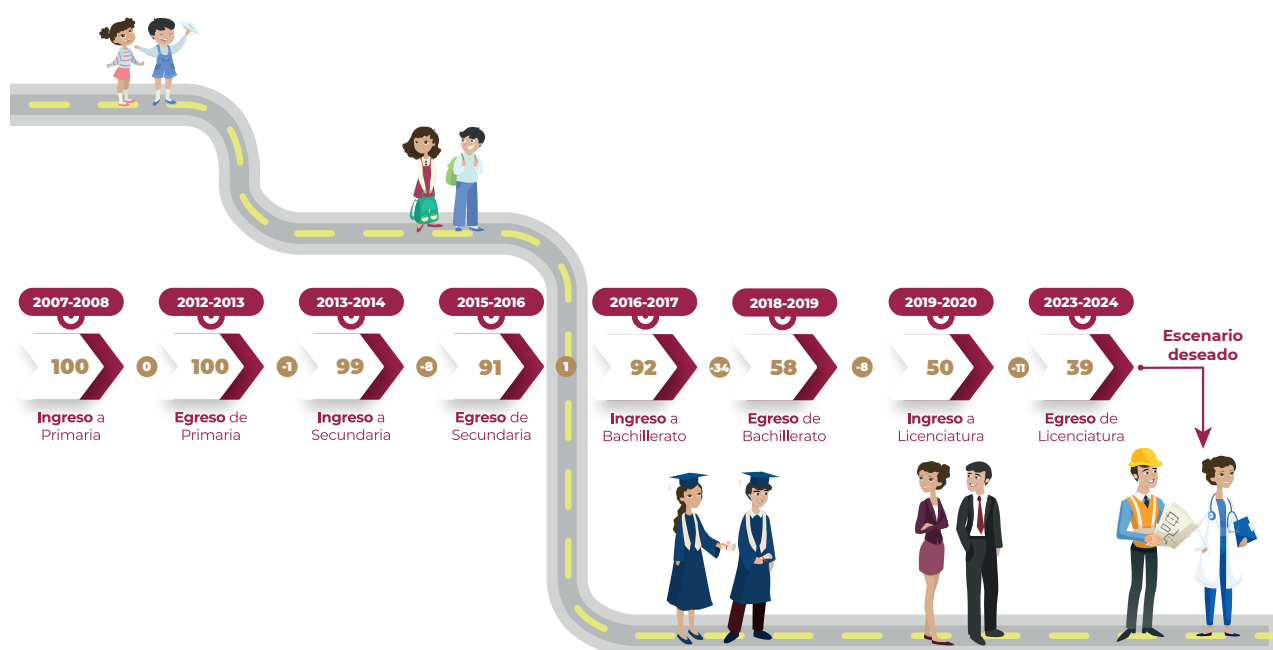 2007-2008
2012-2013
2013-2014
2015-2016
2016-2017
2018-2019
2019-2020
2023-2024
Escenario
deseado
100
0
100
-1
99
-8
91
1
92
-34
58
-8
50
-11
39
Ingreso a
Primaria
Egreso de
Primaria
Ingreso a
Secundaria
Egreso de
Secundaria
Ingreso a
Bachillerato
Egreso de
Bachillerato
Ingreso a
Licenciatura
Egreso de
Licenciatura